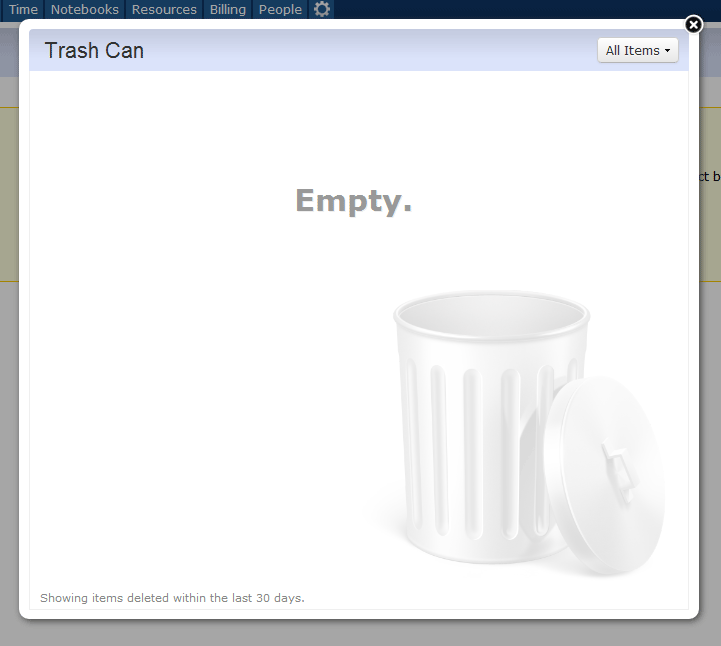 Time Notebooks Resources Billing People
Trash Can
All Items
ct b
Empty.
Showing items deleted within the last 30 days.